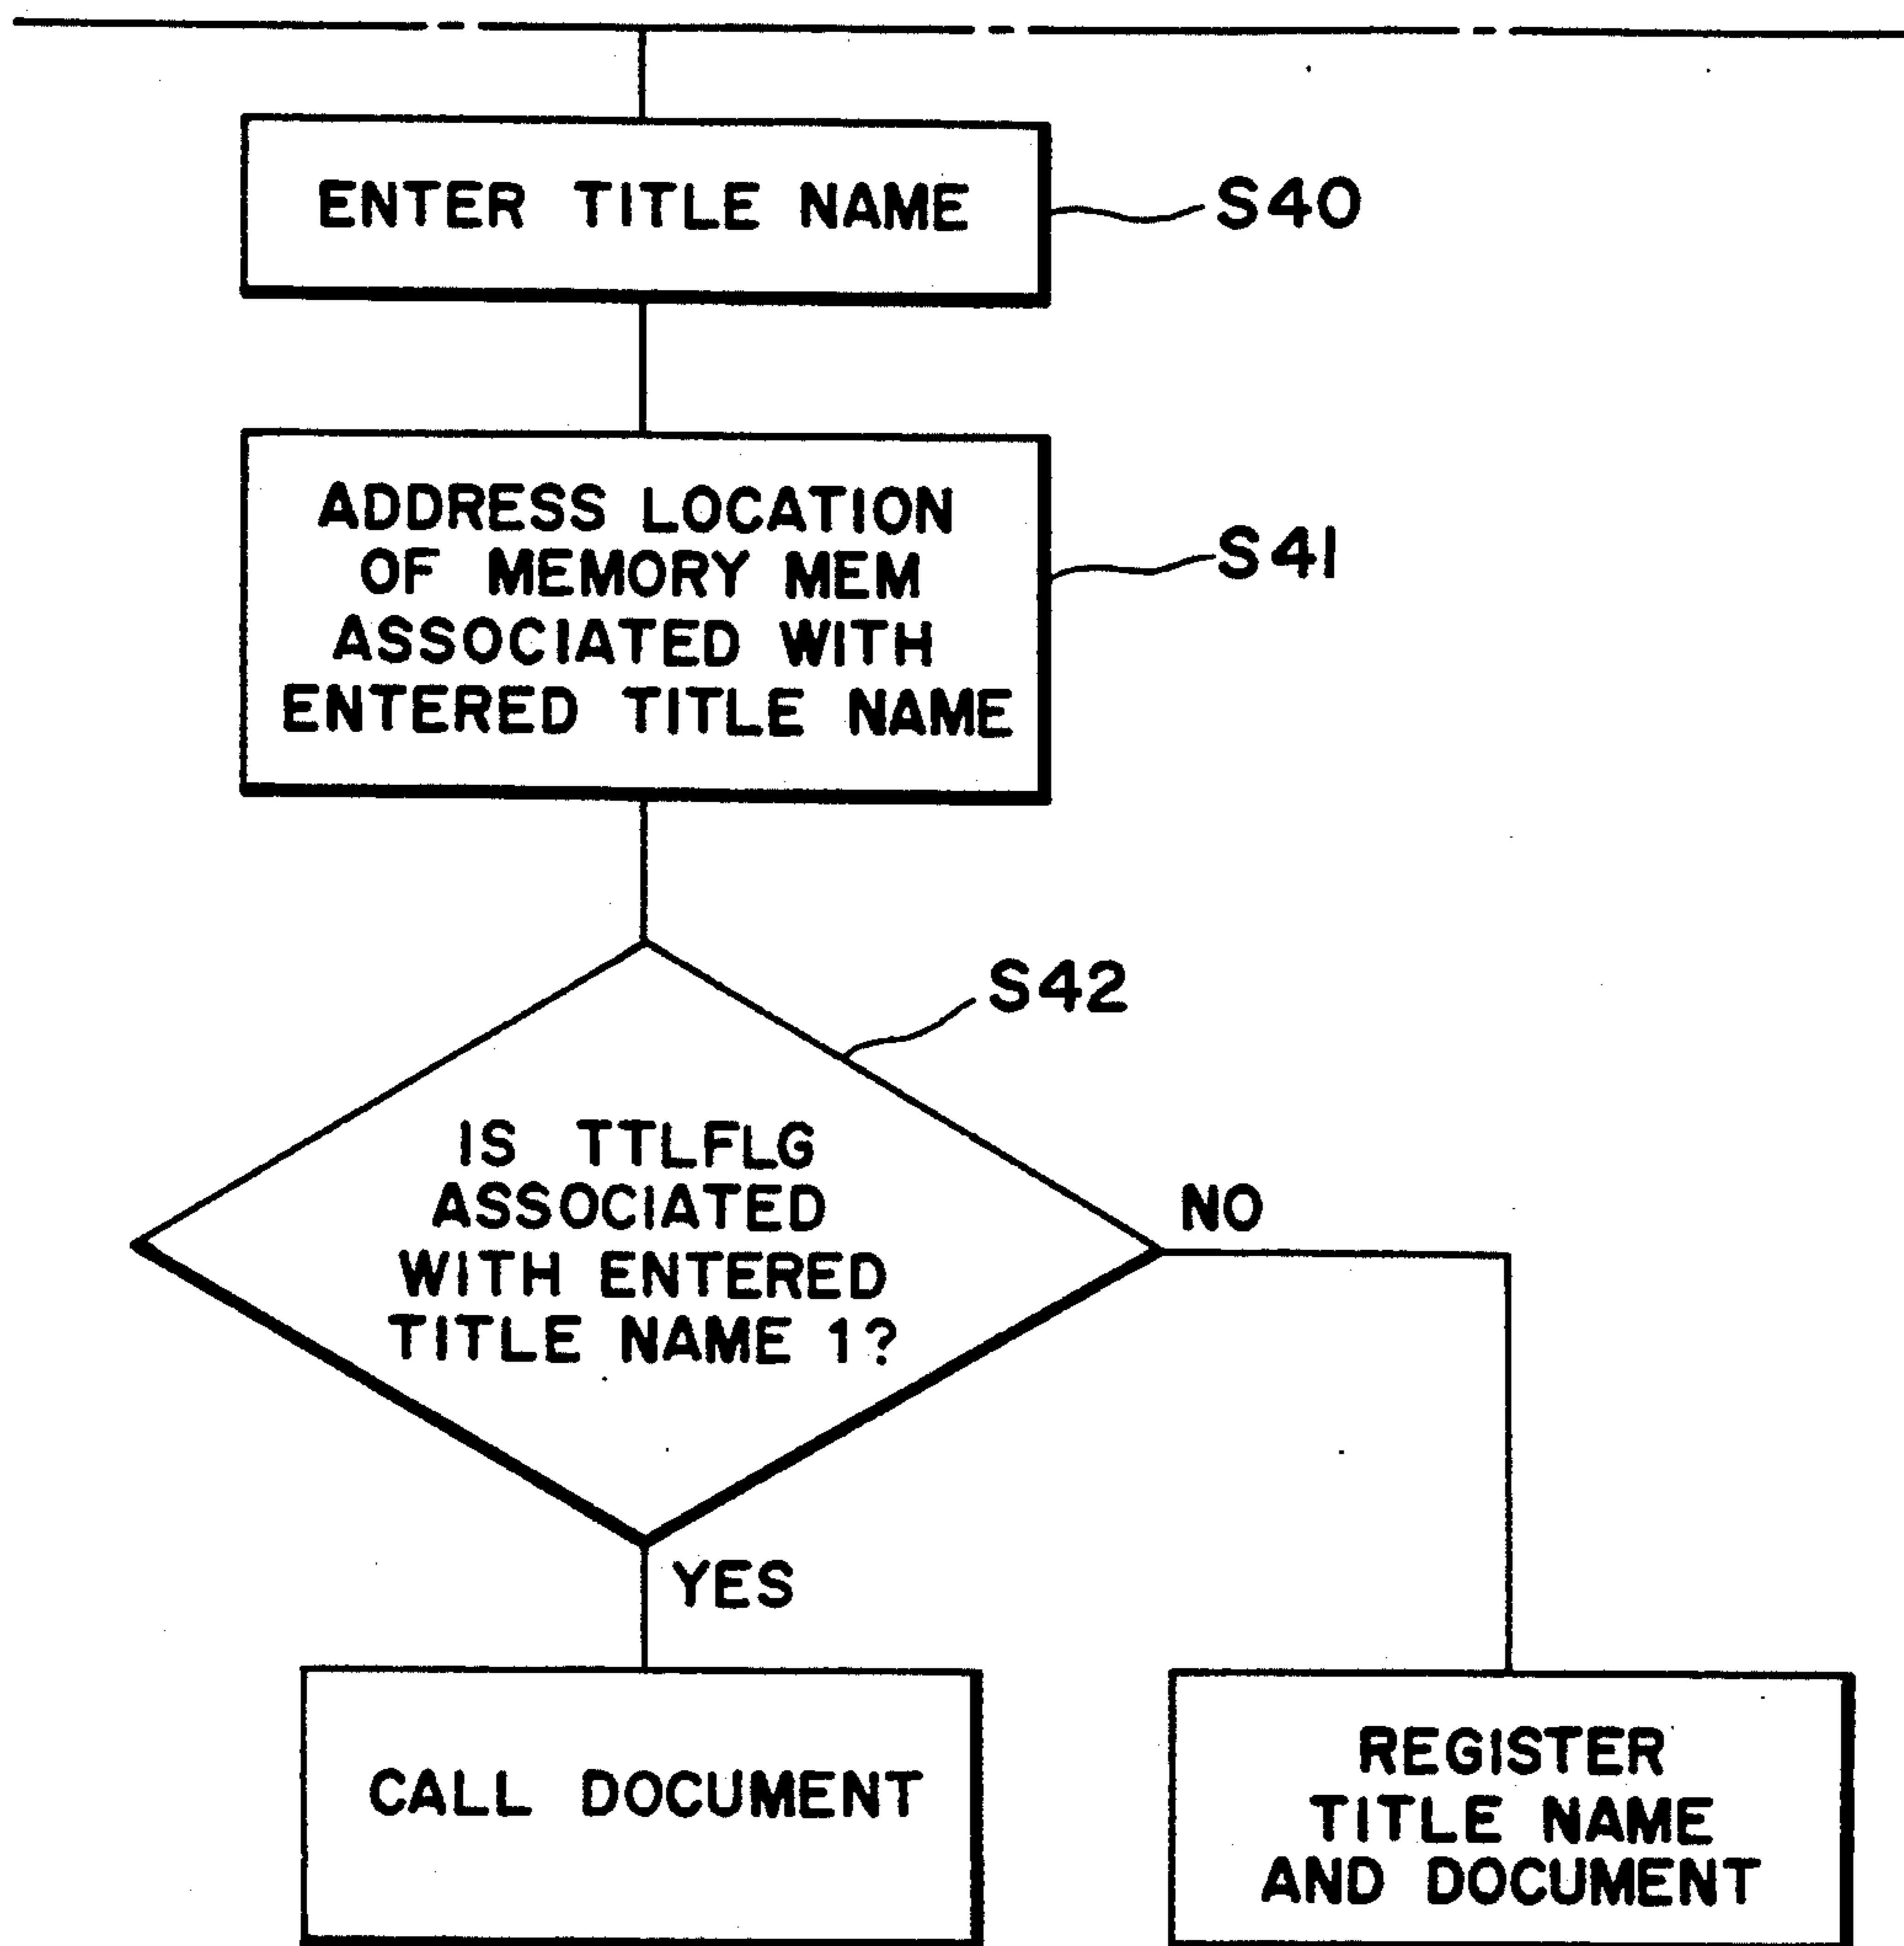 ENTER TITLE NAME
S40
ADDRESS LOCATION
OF MEMORY MEM
ASSOCIATED WITH
ENTERED TITLE NAME
S41
S42
IS TTLFLG
ASSOCIATED
WITH ENTERED
TITLE NAME 1?
NO
YES
CALL DOCUMENT
REGISTER
TITLE NAME
AND DOCUMENT